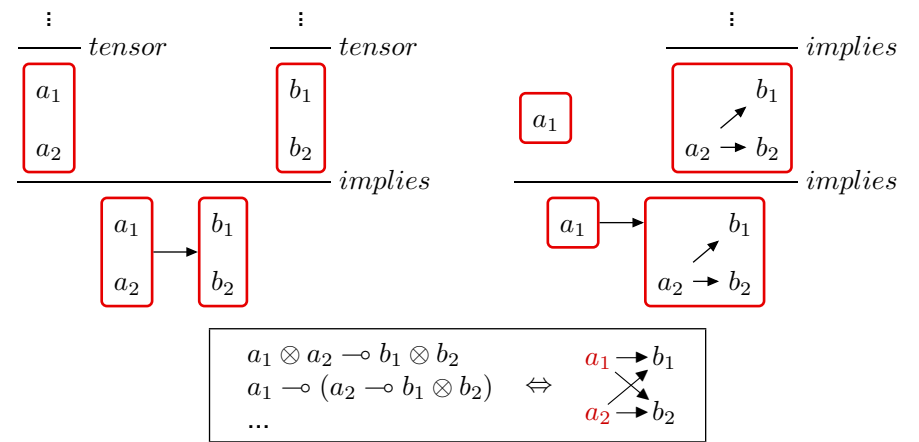 ⋮ ⋮ ⋮
tensor tensor implies
a₁ b₁ b₁
a₁
a₂ b₂ a₂ b₂
implies implies
a₁ b₁ a₁ b₁
a₂ b₂ a₂ b₂
a₁ ⊗ a₂ ⊸ b₁ ⊗ b₂ a₁ → b₁
a₁ ⊸ (a₂ ⊸ b₁ ⊗ b₂) ⇔
a₂ → b₂
...